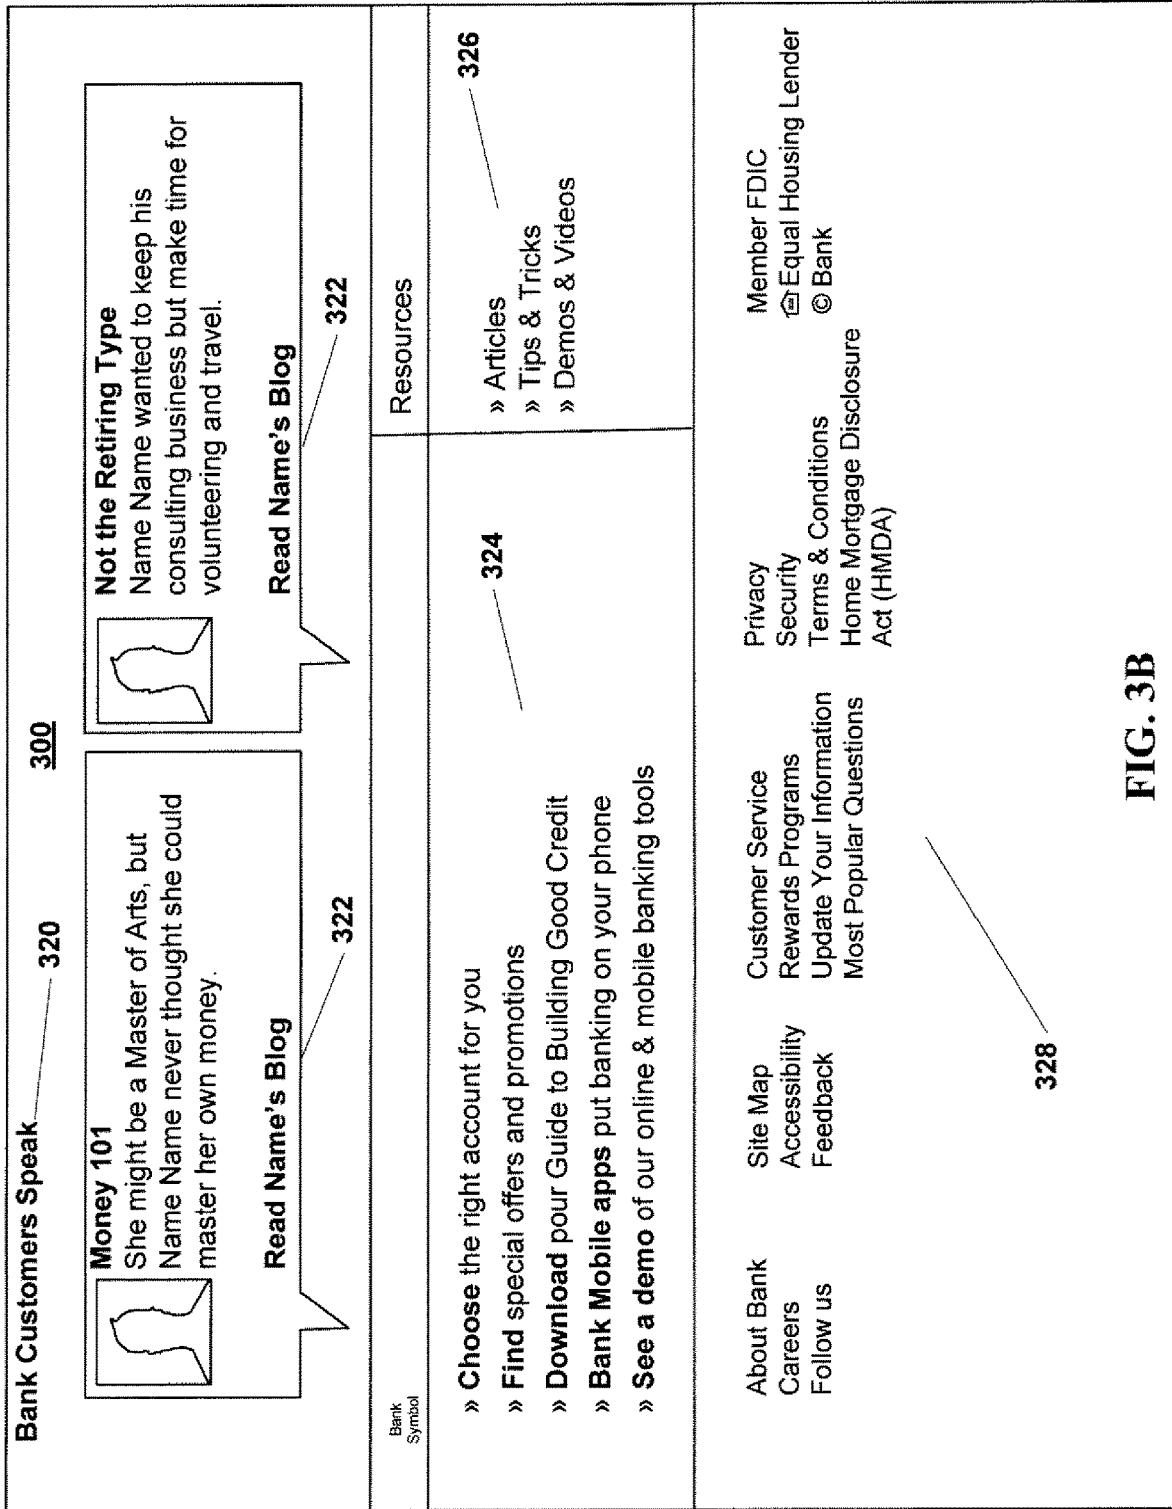 Bank Customers Speak
320
300
Money 101
She might be a Master of Arts, but
Name Name never thought she could
master her own money.
Read Name's Blog
322
Not the Retiring Type
Name Name wanted to keep his
consulting business but make time for
volunteering and travel.
Read Name's Blog
322
Bank
Symbol
Resources
» Choose the right account for you
» Find special offers and promotions
» Download pour Guide to Building Good Credit
» Bank Mobile apps put banking on your phone
» See a demo of our online & mobile banking tools
324
» Articles
» Tips & Tricks
» Demos & Videos
326
About Bank
Careers
Follow us
Site Map
Accessibility
Feedback
Customer Service
Rewards Programs
Update Your Information
Most Popular Questions
Privacy
Security
Terms & Conditions
Home Mortgage Disclosure
Act (HMDA)
Member FDIC
Equal Housing Lender
© Bank
328
FIG. 3B